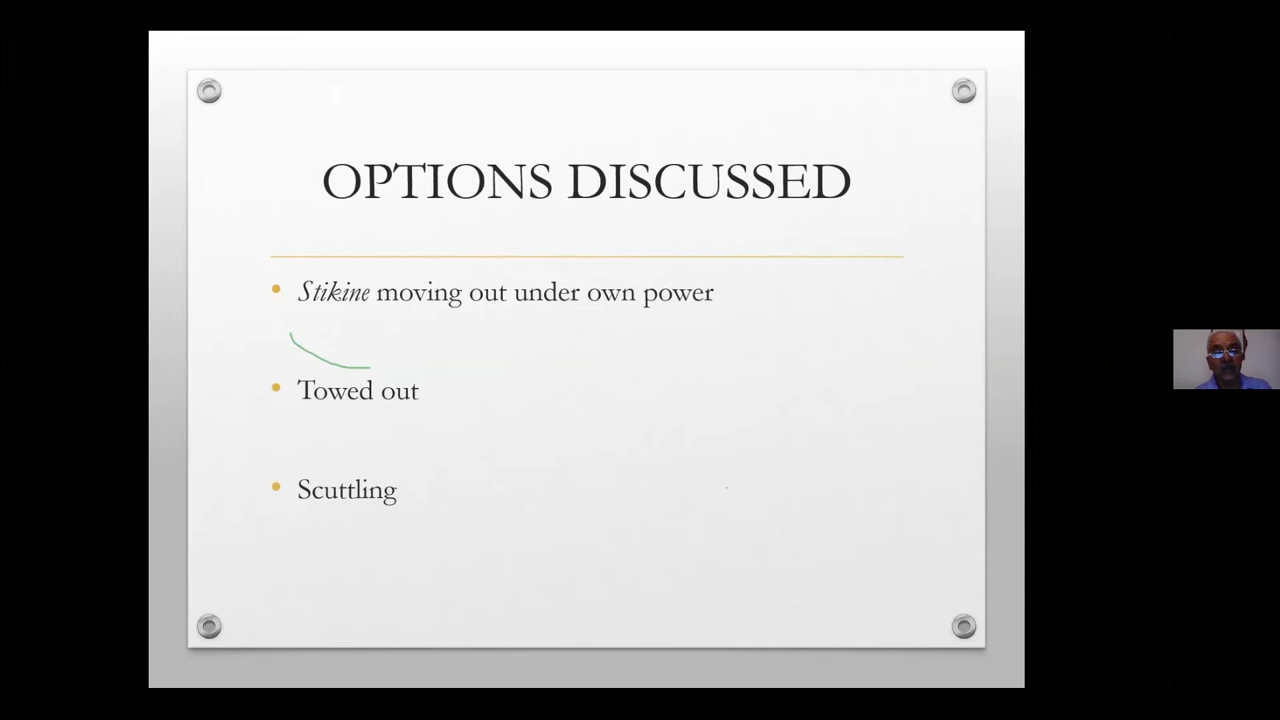 OPTIONS DISCUSSED
Stikine moving out under own power
Towed out
Scuttling